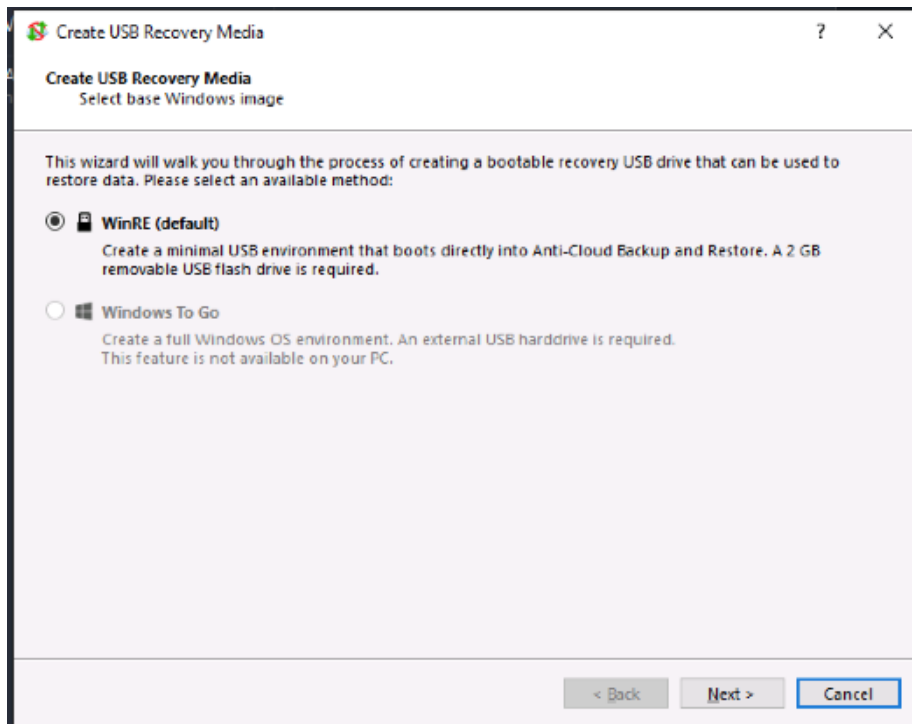 Create USB Recovery Media
?
Create USB Recovery Media
Select base Windows image
This wizard will walk you through the process of creating a bootable recovery USB drive that can be used to
restore data. Please select an available method:
WinRE (default)
Create a minimal USB environment that boots directly into Anti-Cloud Backup and Restore. A 2 GB
removable USB flash drive is required.
Windows To Go
Create a full Windows OS environment. An external USB harddrive is required.
This feature is not available on your PC.
< Back
Next >
Cancel